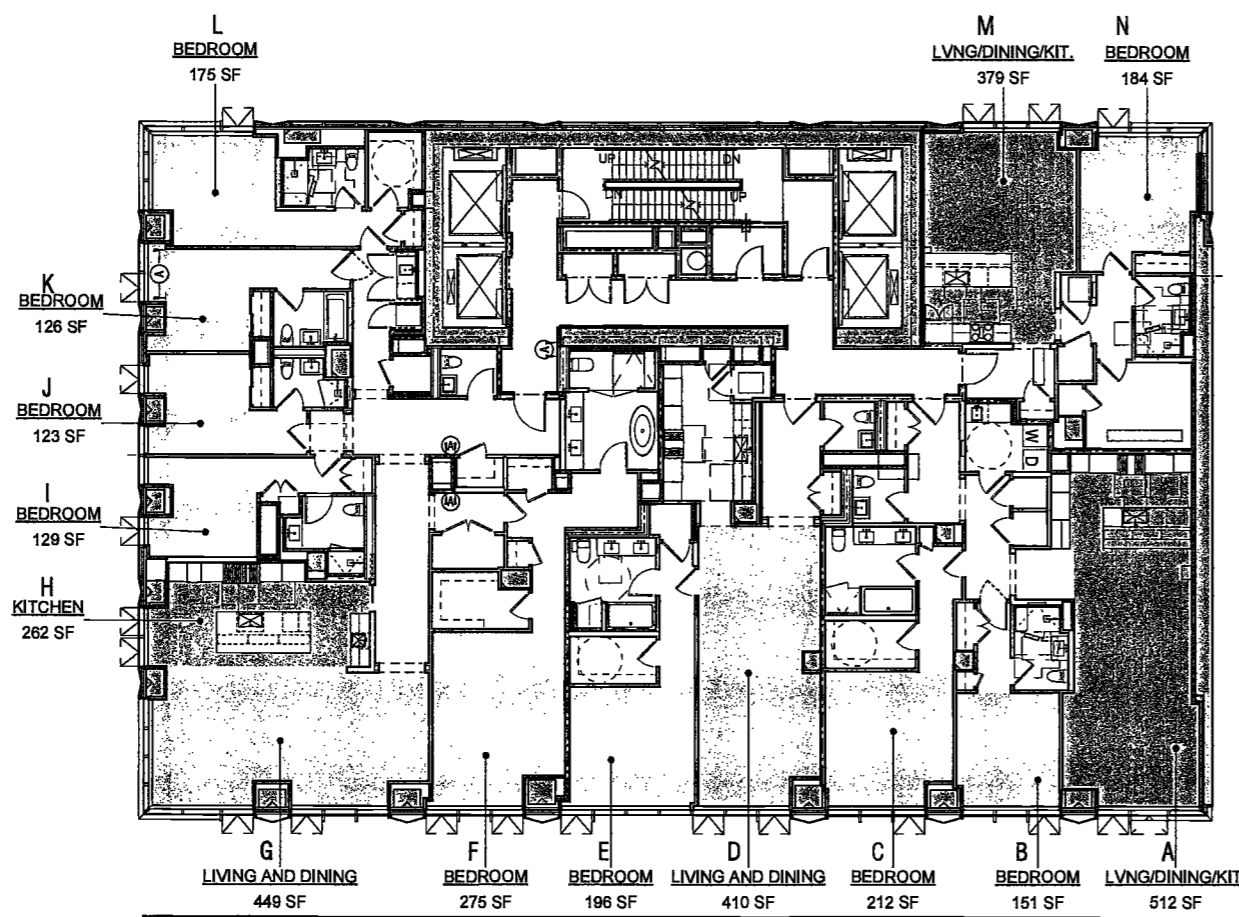 L
BEDROOM
175 SF
M
LVNG/DINING/KIT.
379 SF
N
BEDROOM
184 SF
UP
DN
UP
A
K
BEDROOM
126 SF
J
BEDROOM
123 SF
I
BEDROOM
129 SF
H
KITCHEN
262 SF
W
D
G
LIVING AND DINING
449 SF
F
BEDROOM
275 SF
E
BEDROOM
196 SF
D
LIVING AND DINING
410 SF
C
BEDROOM
212 SF
B
BEDROOM
151 SF
A
LVNG/DINING/KIT
512 SF